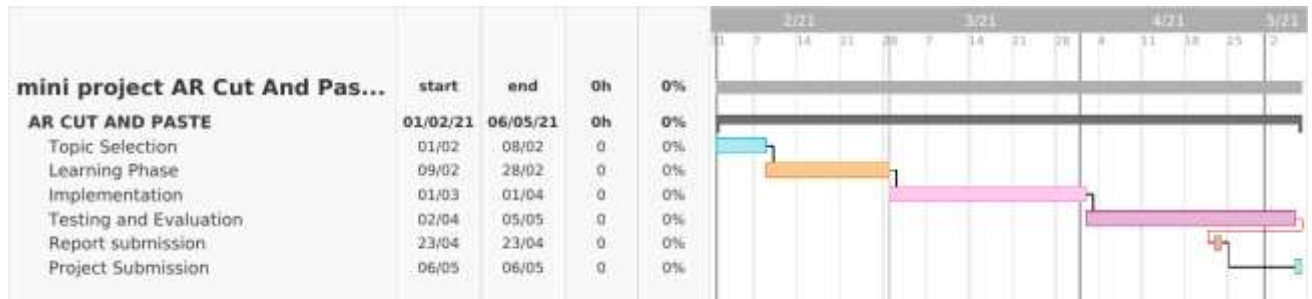 2/21 3/21 4/21 5/21
31 7 14 21 28 7 14 21 28 4 11 18 25 2
mini project AR Cut And Pas... start end 0h 0%
AR CUT AND PASTE 01/02/21 06/05/21 0h 0%
Topic Selection 01/02 08/02 0 0%
Learning Phase 09/02 28/02 0 0%
Implementation 01/03 01/04 0 0%
Testing and Evaluation 02/04 05/05 0 0%
Report submission 23/04 23/04 0 0%
Project Submission 06/05 06/05 0 0%